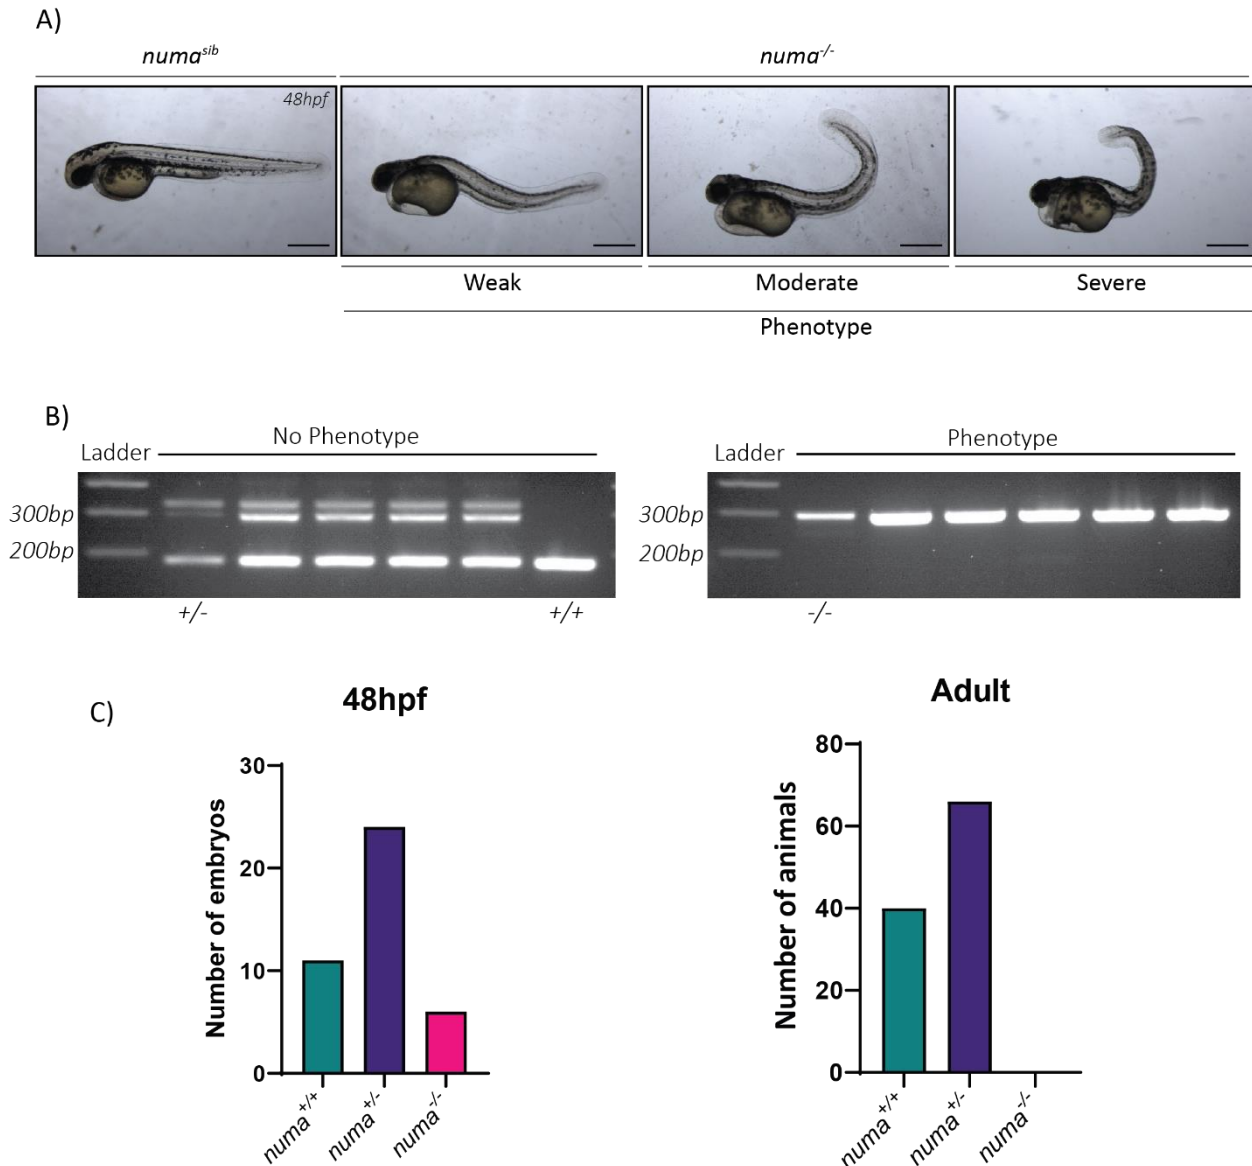 A)
numa^sib numa^-/-
48hpf
Weak Moderate Severe
Phenotype
B)
Ladder No Phenotype Ladder Phenotype
300bp 300bp
200bp 200bp
+/- +/+ -/-
C)
48hpf Adult
Number of embryos
30
20
10
0
numa^+/+ numa^+/- numa^-/-
Number of animals
80
60
40
20
0
numa^+/+ numa^+/- numa^-/-